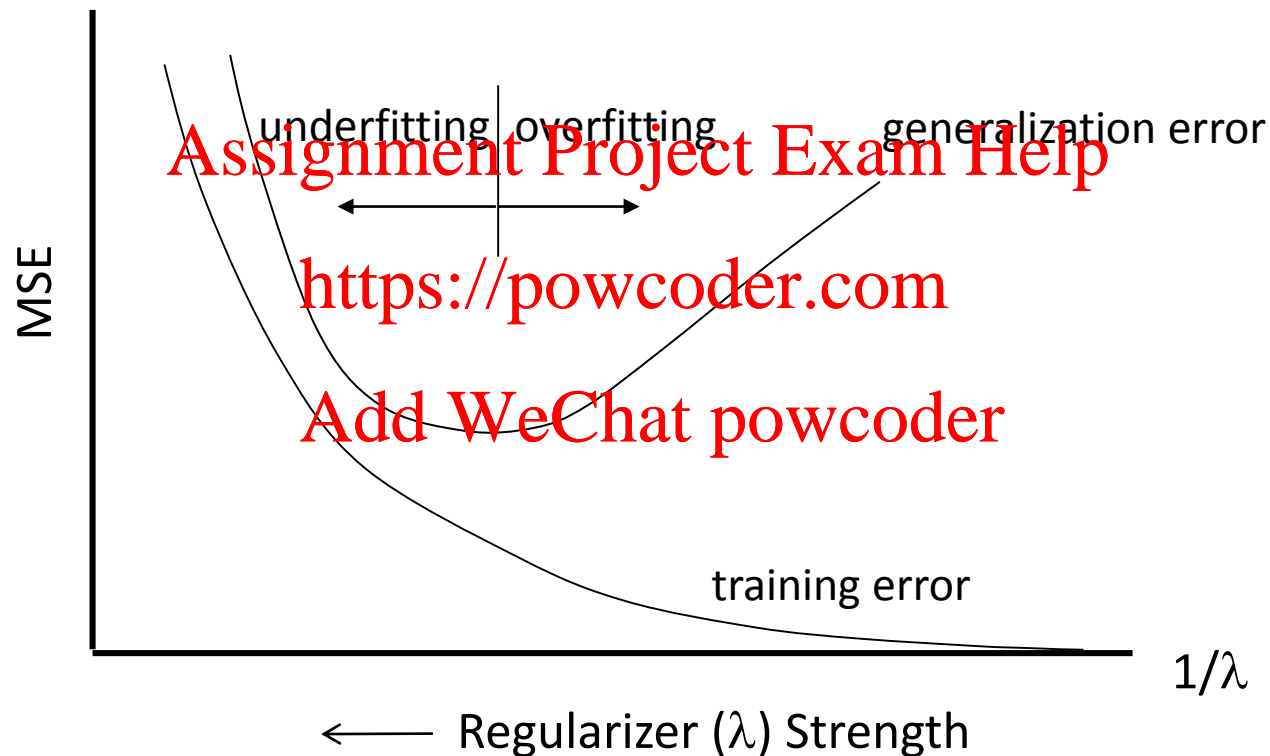 underfitting overfitting
generalization error
Assignment Project Exam Help
MSE
https://powcoder.com
Add WeChat powcoder
training error
1/λ
Regularizer (λ) Strength